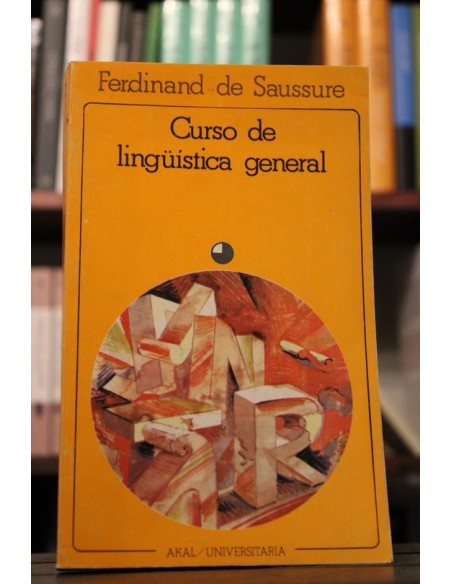 Ferdinand de Saussure
Curso de
lingüística general
M
N
R
AKAL/UNIVERSITARIA